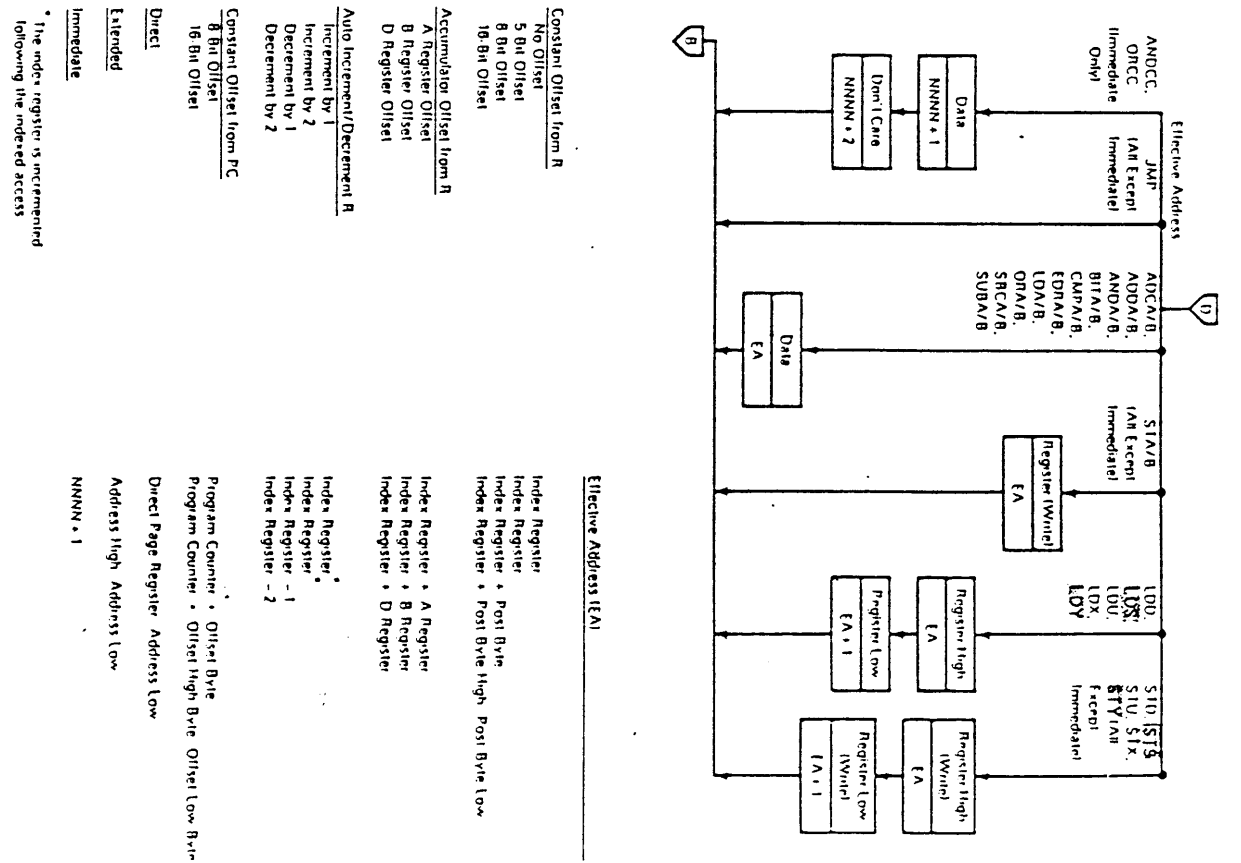 D
Effective Address
ANDCC,
ORCC
(Immediate
Only)
Data
NNNN + 1
Don't Care
NNNN + 2
JMP
(All Except
Immediate)
ADCA/B,
ADDA/B,
ANDA/B,
BITA/B,
CMPA/B,
EORA/B,
LDA/B,
ORA/B,
SBCA/B,
SUBA/B
Data
EA
STA/B
(All Except
Immediate)
Register (Write)
EA
LDD,
LDS,
LDU,
LDX,
LDY
Register High
EA
Register Low
EA + 1
STD, (STS
STU, STX,
STY (All
Except
Immediate)
Register High
(Write)
EA
Register Low
(Write)
EA + 1
B
Effective Address (EA)
Constant Offset from R
No Offset Index Register
5 Bit Offset Index Register
8 Bit Offset Index Register + Post Byte
16-Bit Offset Index Register + Post Byte High Post Byte Low
Accumulator Offset from R
A Register Offset Index Register + A Register
B Register Offset Index Register + B Register
D Register Offset Index Register + D Register
Auto Increment/Decrement R
Increment by 1 Index Register*
Increment by 2 Index Register*
Decrement by 1 Index Register - 1
Decrement by 2 Index Register - 2
Constant Offset from PC
8 Bit Offset Program Counter + Offset Byte
16-Bit Offset Program Counter + Offset High Byte Offset Low Byte
Direct Direct Page Register Address Low
Extended Address High Address Low
Immediate NNNN + 1
* The index register is incremented
following the indexed access